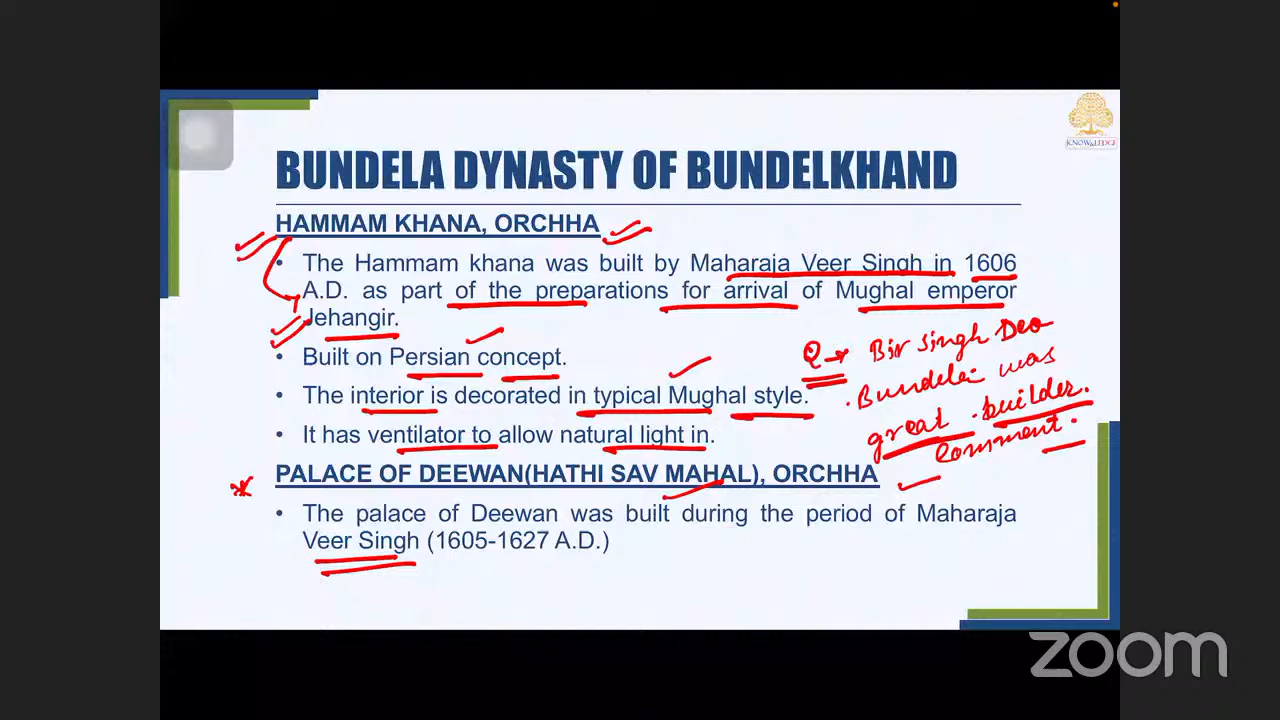 KNOWLEDGE
BUNDELA DYNASTY OF BUNDELKHAND
HAMMAM KHANA, ORCHHA
• The Hammam khana was built by Maharaja Veer Singh in 1606
A.D. as part of the preparations for arrival of Mughal emperor
Jehangir.
• Built on Persian concept.
• The interior is decorated in typical Mughal style.
• It has ventilator to allow natural light in.
Q → Bir singh Deo
Bundela was
great builder.
Comment.
PALACE OF DEEWAN(HATHI SAV MAHAL), ORCHHA
• The palace of Deewan was built during the period of Maharaja
Veer Singh (1605-1627 A.D.)
zoom